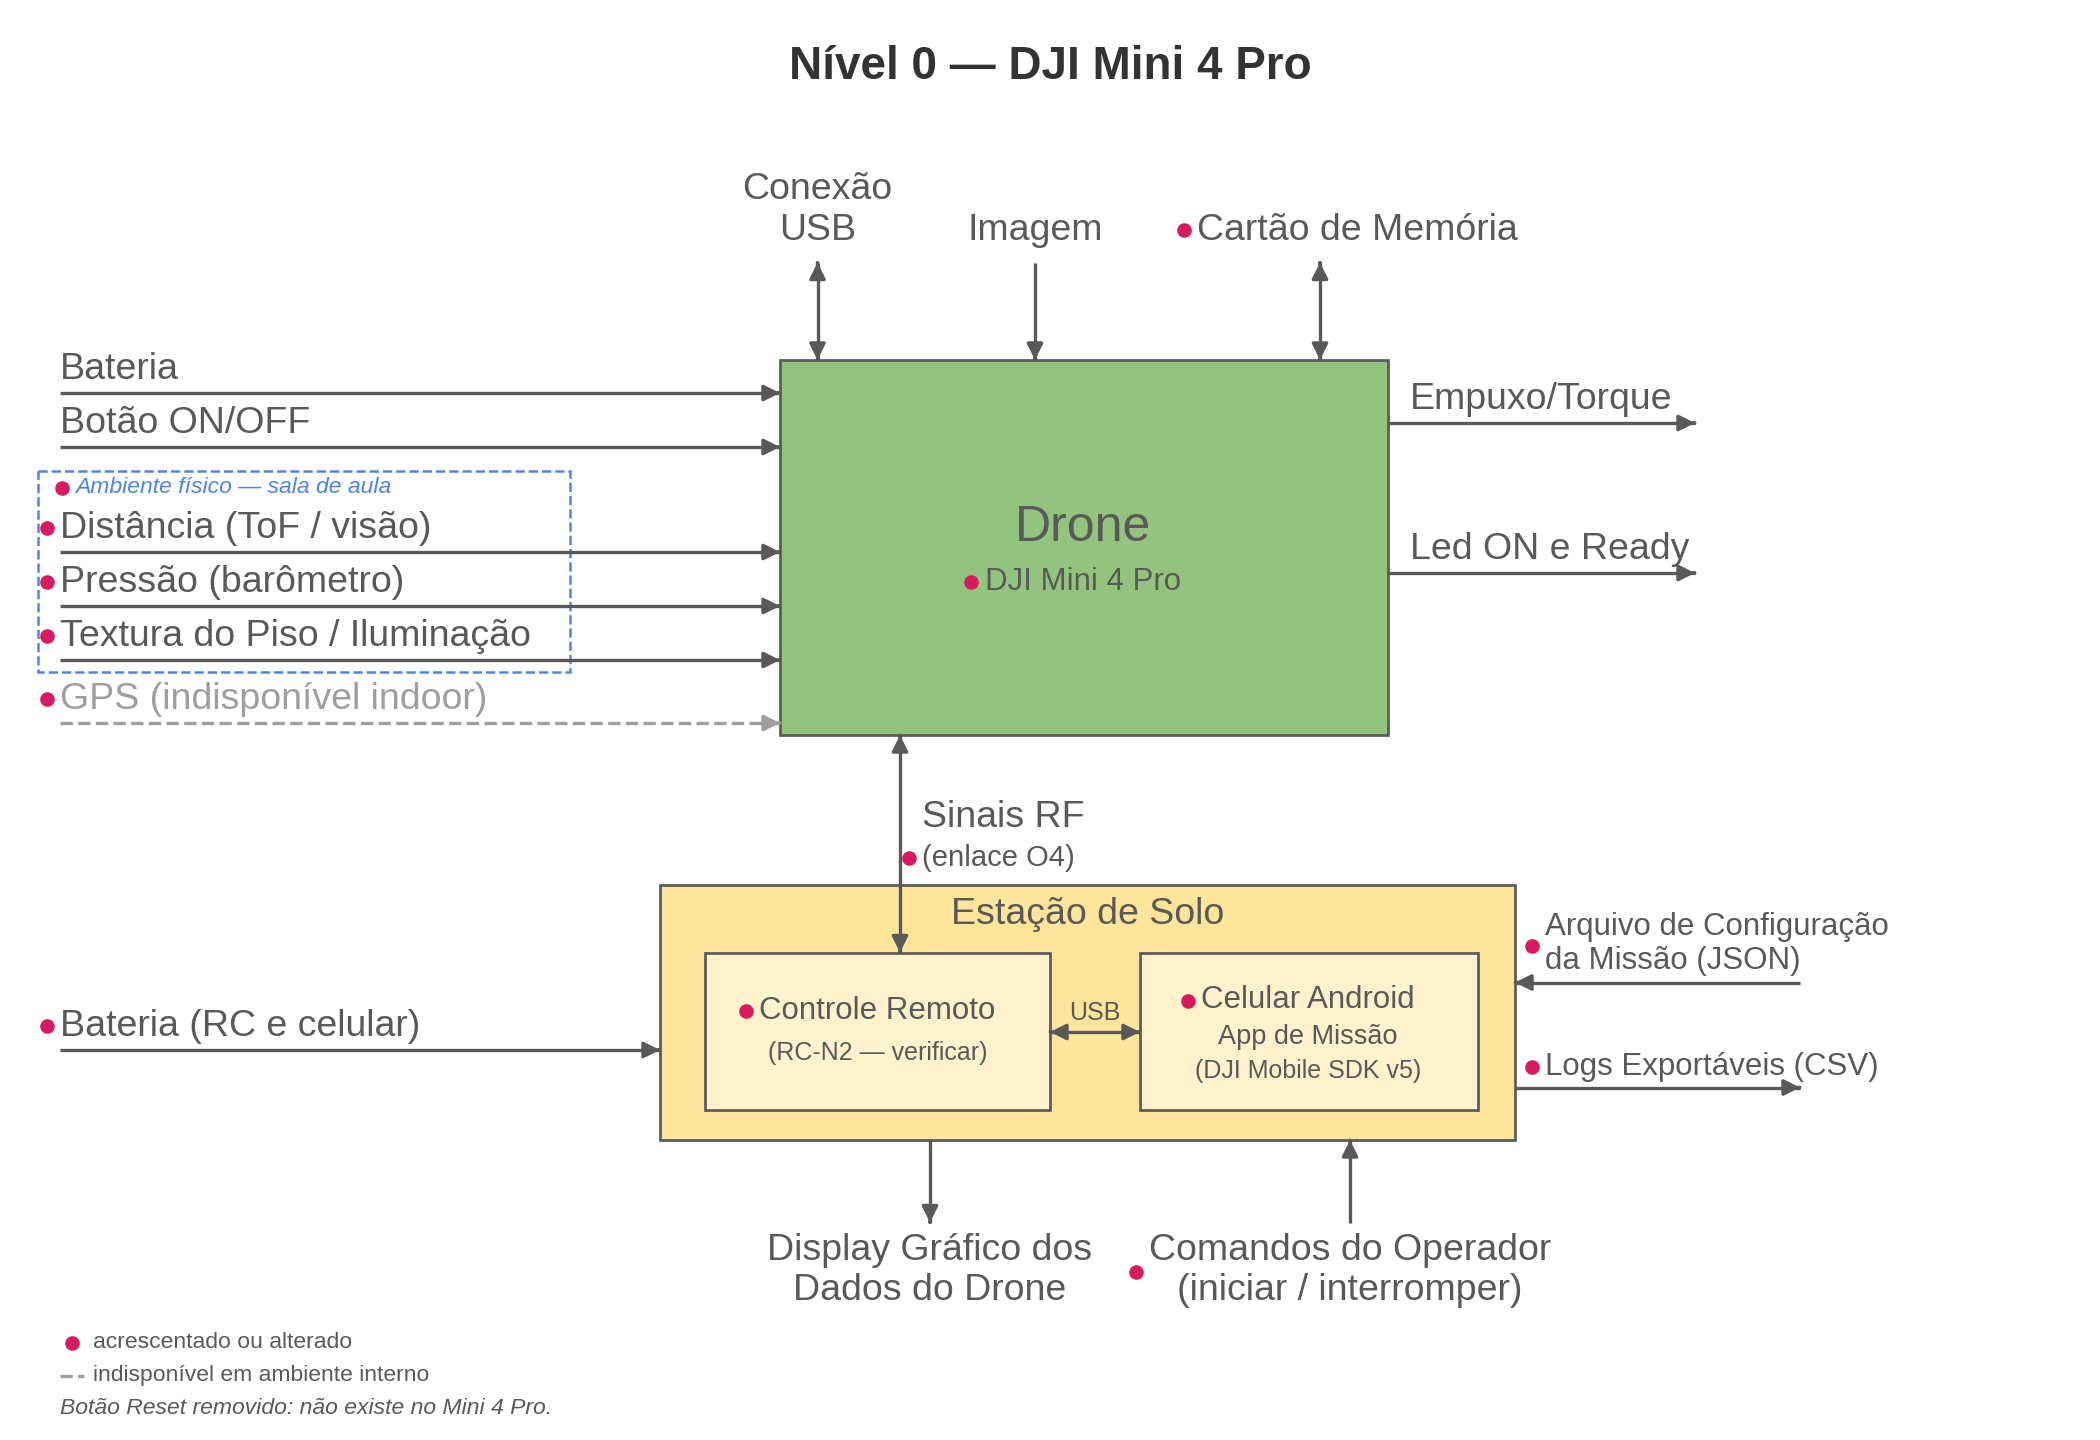 Nível 0 — DJI Mini 4 Pro
Conexão
USB
Imagem
Cartão de Memória
Bateria
Botão ON/OFF
Ambiente físico — sala de aula
Distância (ToF / visão)
Pressão (barômetro)
Textura do Piso / Iluminação
GPS (indisponível indoor)
Drone
DJI Mini 4 Pro
Empuxo/Torque
Led ON e Ready
Sinais RF
(enlace O4)
Estação de Solo
Bateria (RC e celular)
Controle Remoto
(RC-N2 — verificar)
USB
Celular Android
App de Missão
(DJI Mobile SDK v5)
Arquivo de Configuração
da Missão (JSON)
Logs Exportáveis (CSV)
Display Gráfico dos
Dados do Drone
Comandos do Operador
(iniciar / interromper)
acrescentado ou alterado
indisponível em ambiente interno
Botão Reset removido: não existe no Mini 4 Pro.